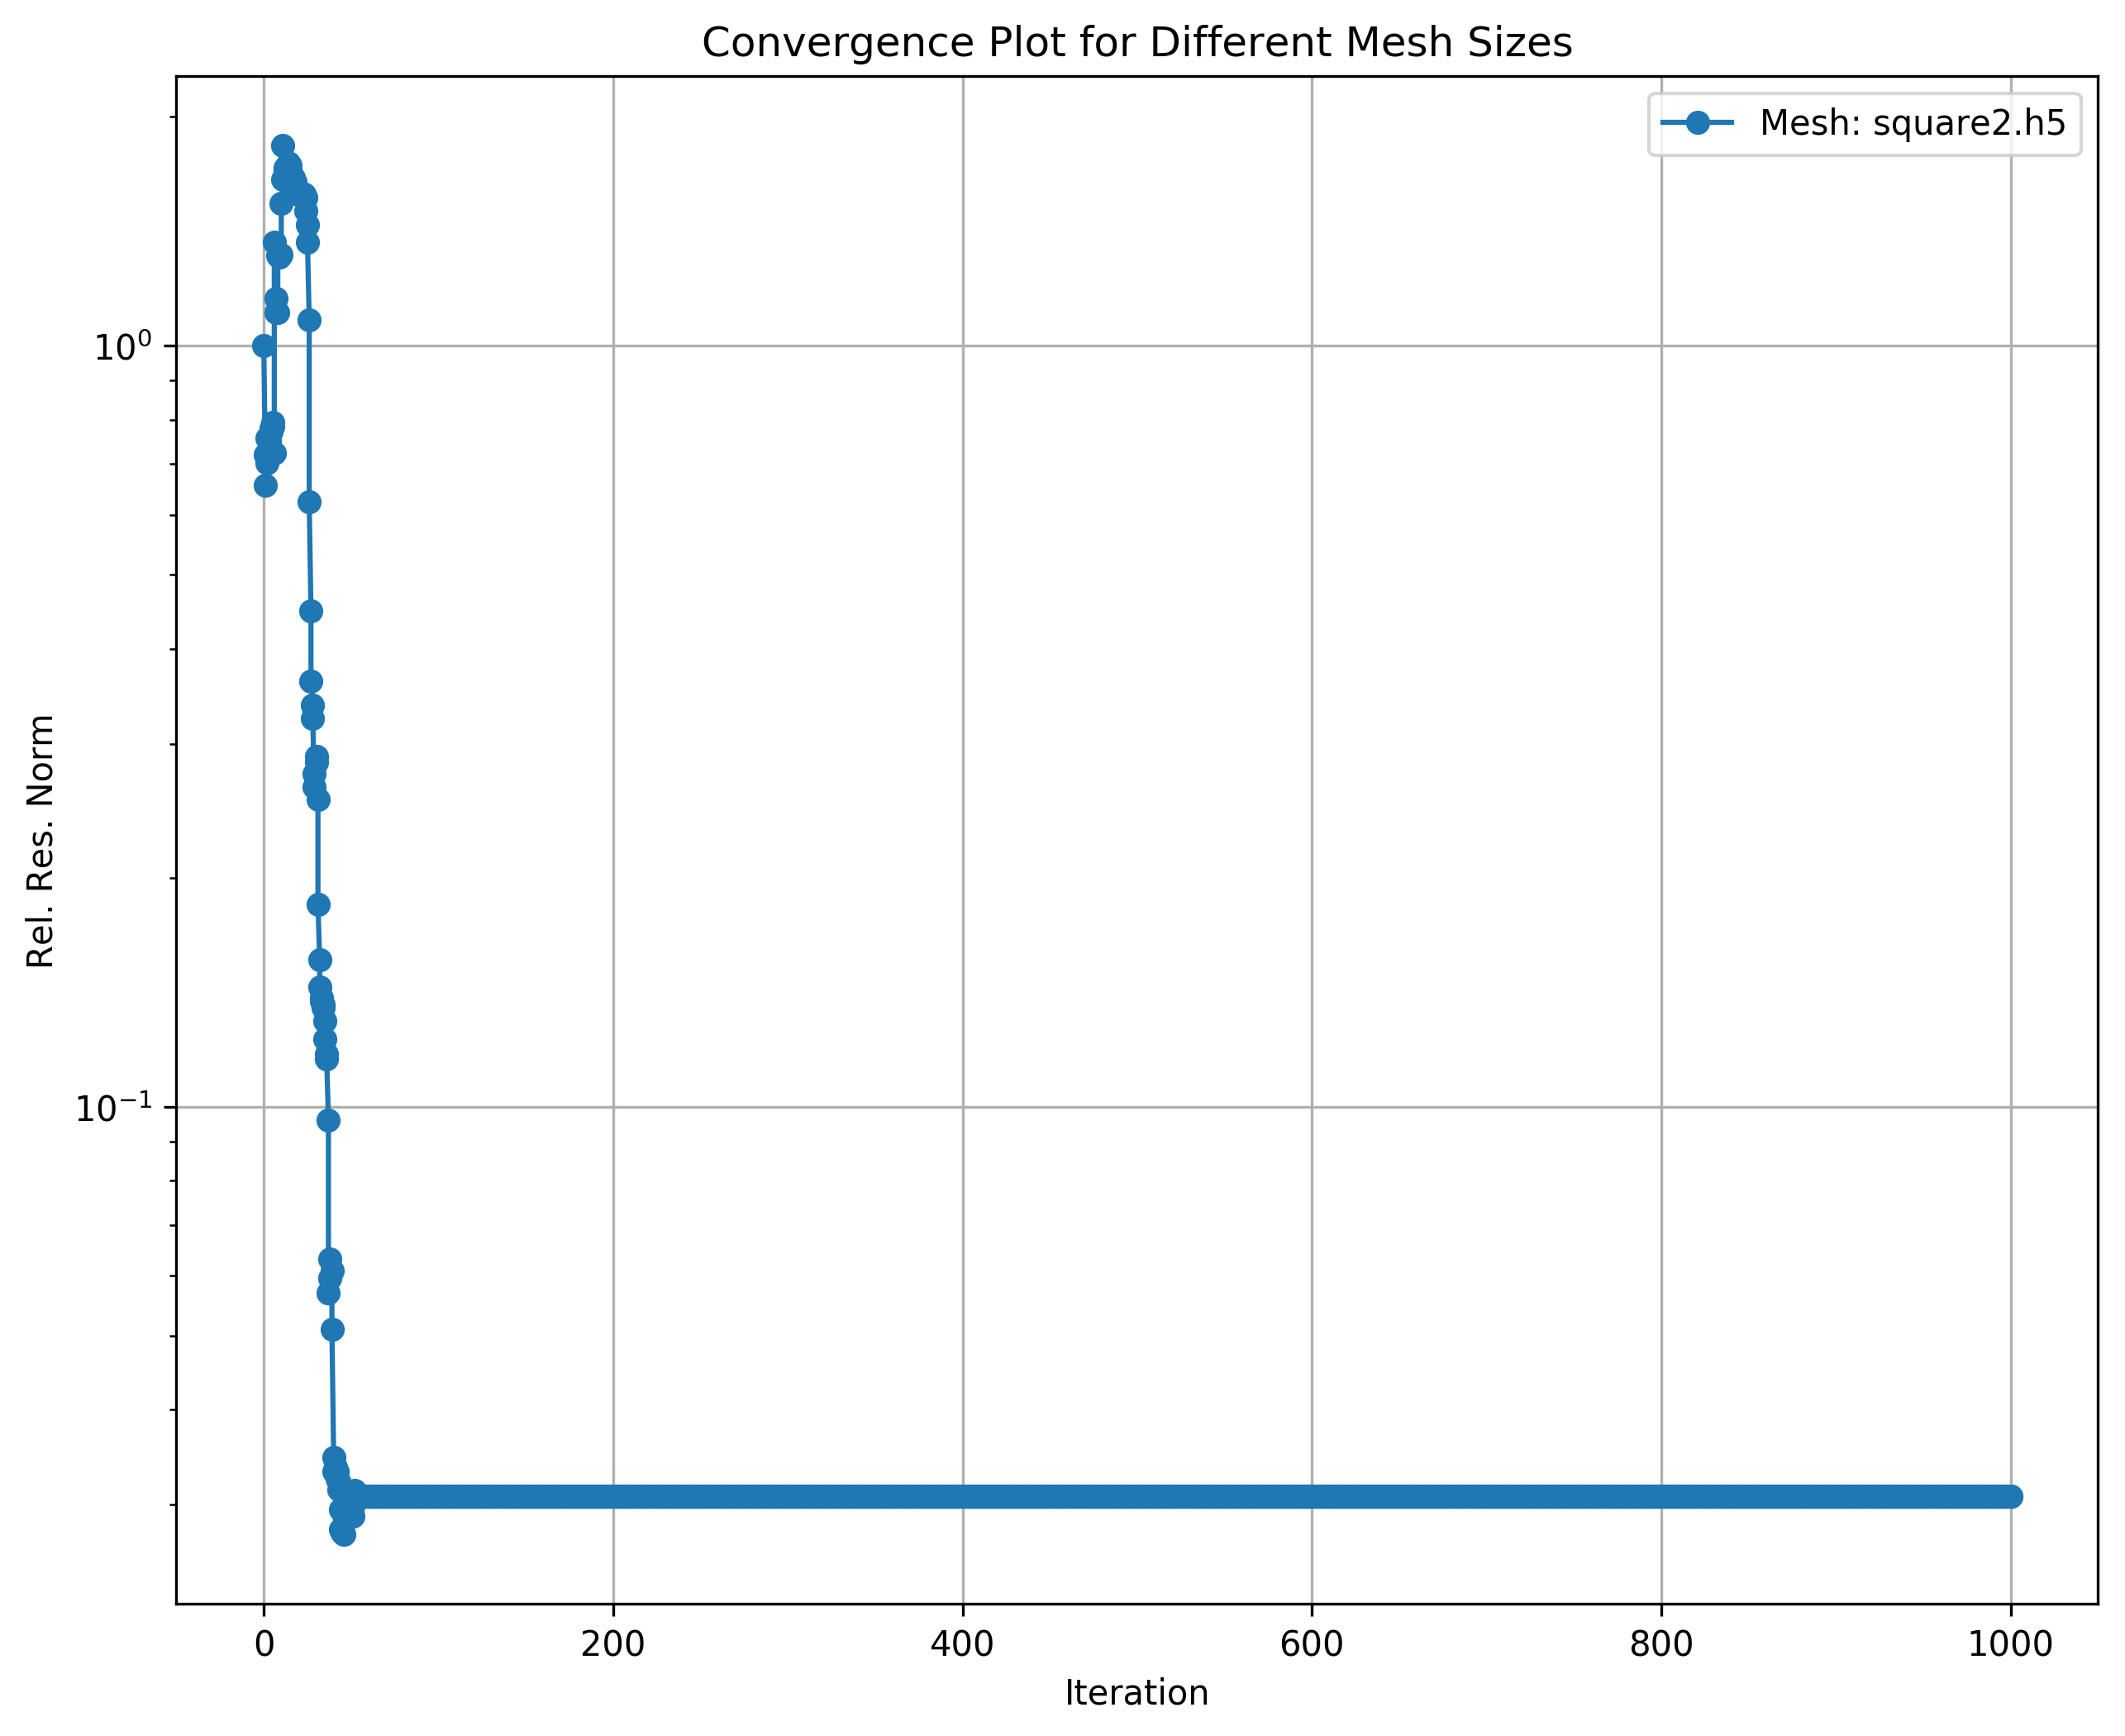 Convergence Plot for Different Mesh Sizes
Mesh: square2.h5
10⁰
10⁻¹
Rel. Res. Norm
0 200 400 600 800 1000
Iteration